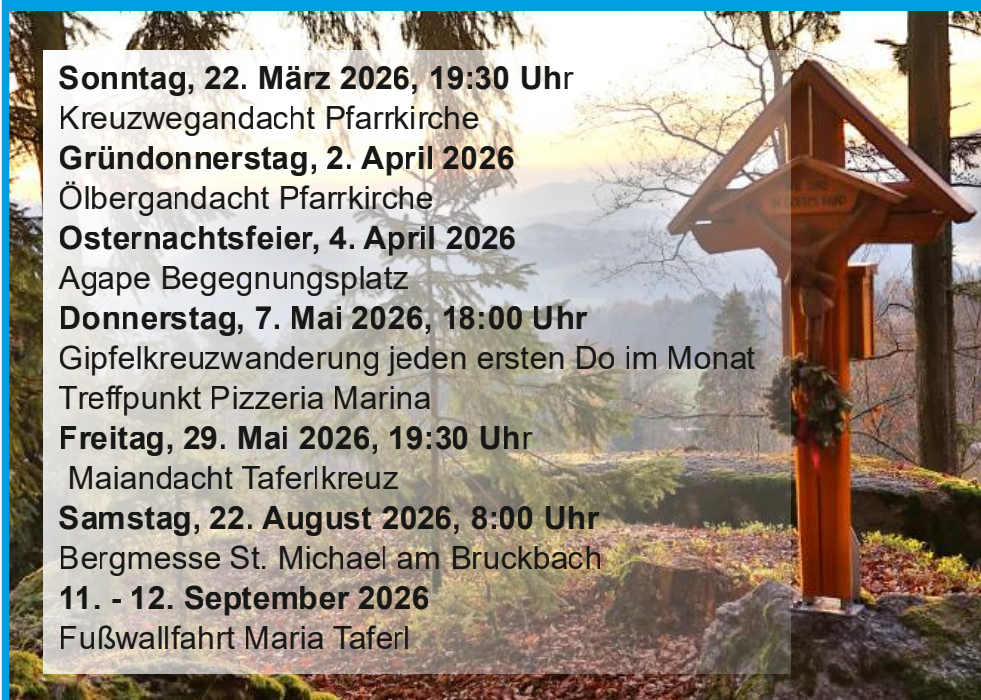 Sonntag, 22. März 2026, 19:30 Uhr
Kreuzwegandacht Pfarrkirche
Gründonnerstag, 2. April 2026
Ölbergandacht Pfarrkirche
Osternachtsfeier, 4. April 2026
Agape Begegnungsplatz
Donnerstag, 7. Mai 2026, 18:00 Uhr
Gipfelkreuzwanderung jeden ersten Do im Monat
Treffpunkt Pizzeria Marina
Freitag, 29. Mai 2026, 19:30 Uhr
Maiandacht Taferlkreuz
Samstag, 22. August 2026, 8:00 Uhr
Bergmesse St. Michael am Bruckbach
11. - 12. September 2026
Fußwallfahrt Maria Taferl